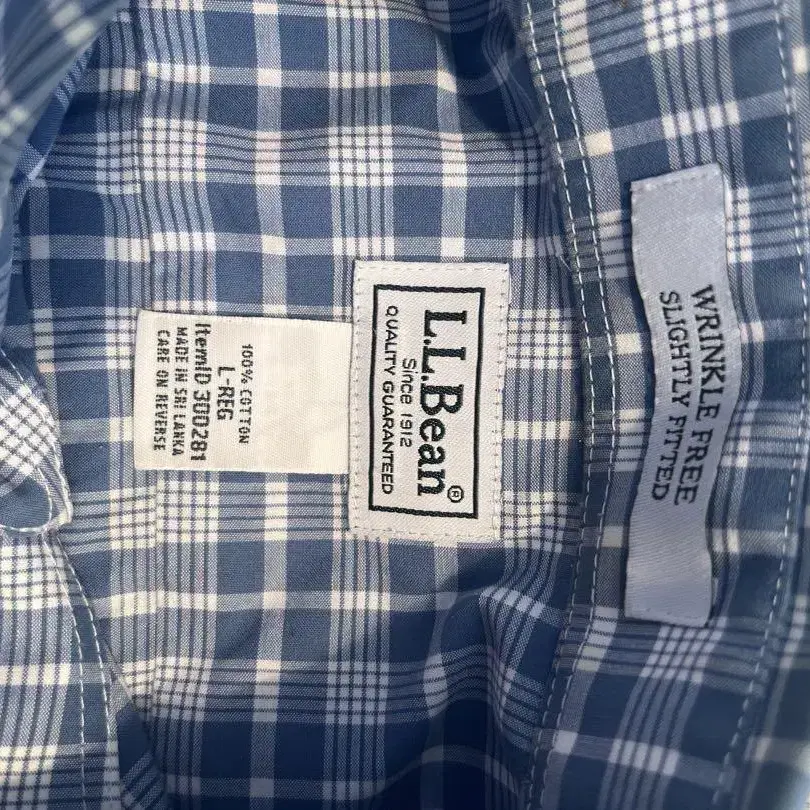 WRINKLE FREE
SLIGHTLY FITTED
L.L.Bean®
Since 1912
QUALITY GUARANTEED
100% COTTON
L-REG
ItemID 300281
MADE IN SRI LANKA
CARE ON REVERSE